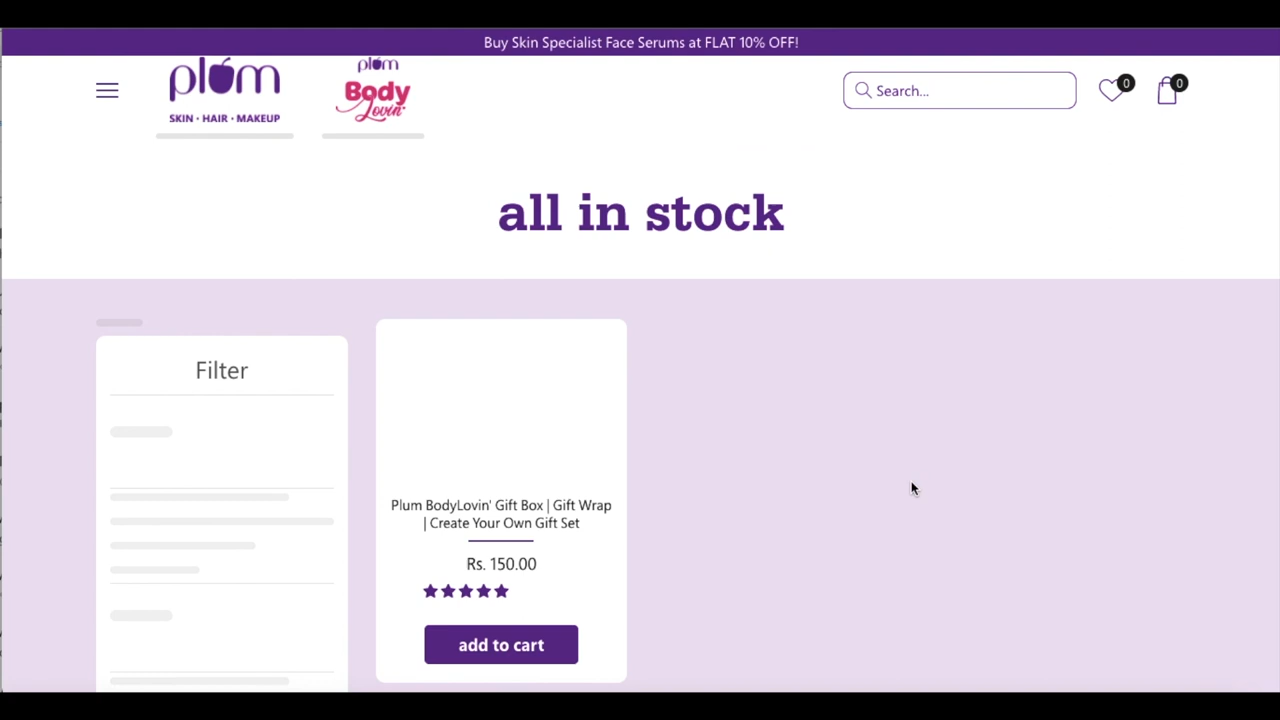 Buy Skin Specialist Face Serums at FLAT 10% OFF!
plum
SKIN · HAIR · MAKEUP
plum
Body
Lovin'
Search...
0
0
all in stock
Filter
Plum BodyLovin' Gift Box | Gift Wrap
| Create Your Own Gift Set
Rs. 150.00
add to cart